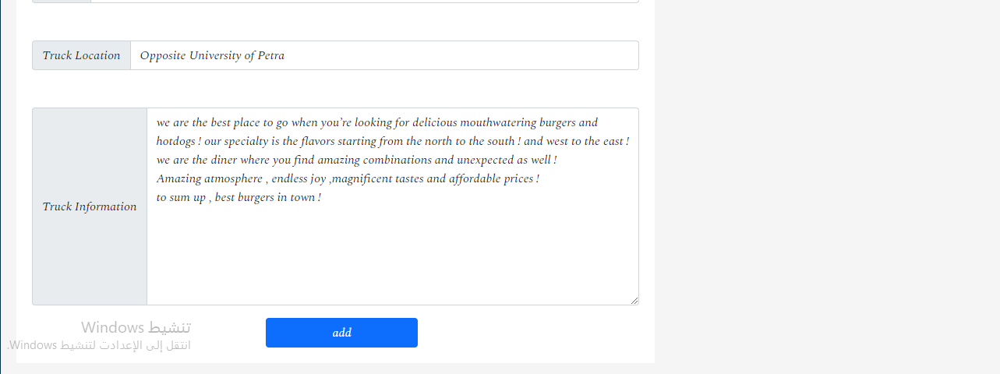 Truck Location
Opposite University of Petra
Truck Information
we are the best place to go when you're looking for delicious mouthwatering burgers and
hotdogs ! our specialty is the flavors starting from the north to the south ! and west to the east !
we are the diner where you find amazing combinations and unexpected as well !
Amazing atmosphere , endless joy ,magnificent tastes and affordable prices !
to sum up , best burgers in town !
add
تنشيط Windows
انتقل إلى الإعدادت لتنشيط Windows.